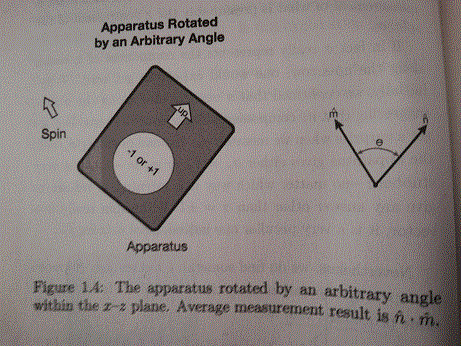 Apparatus Rotated
by an Arbitrary Angle
up
Spin
-1 or +1
m̂
n̂
θ
Apparatus
Figure 1.4: The apparatus rotated by an arbitrary angle
within the x–z plane. Average measurement result is n̂ · m̂.